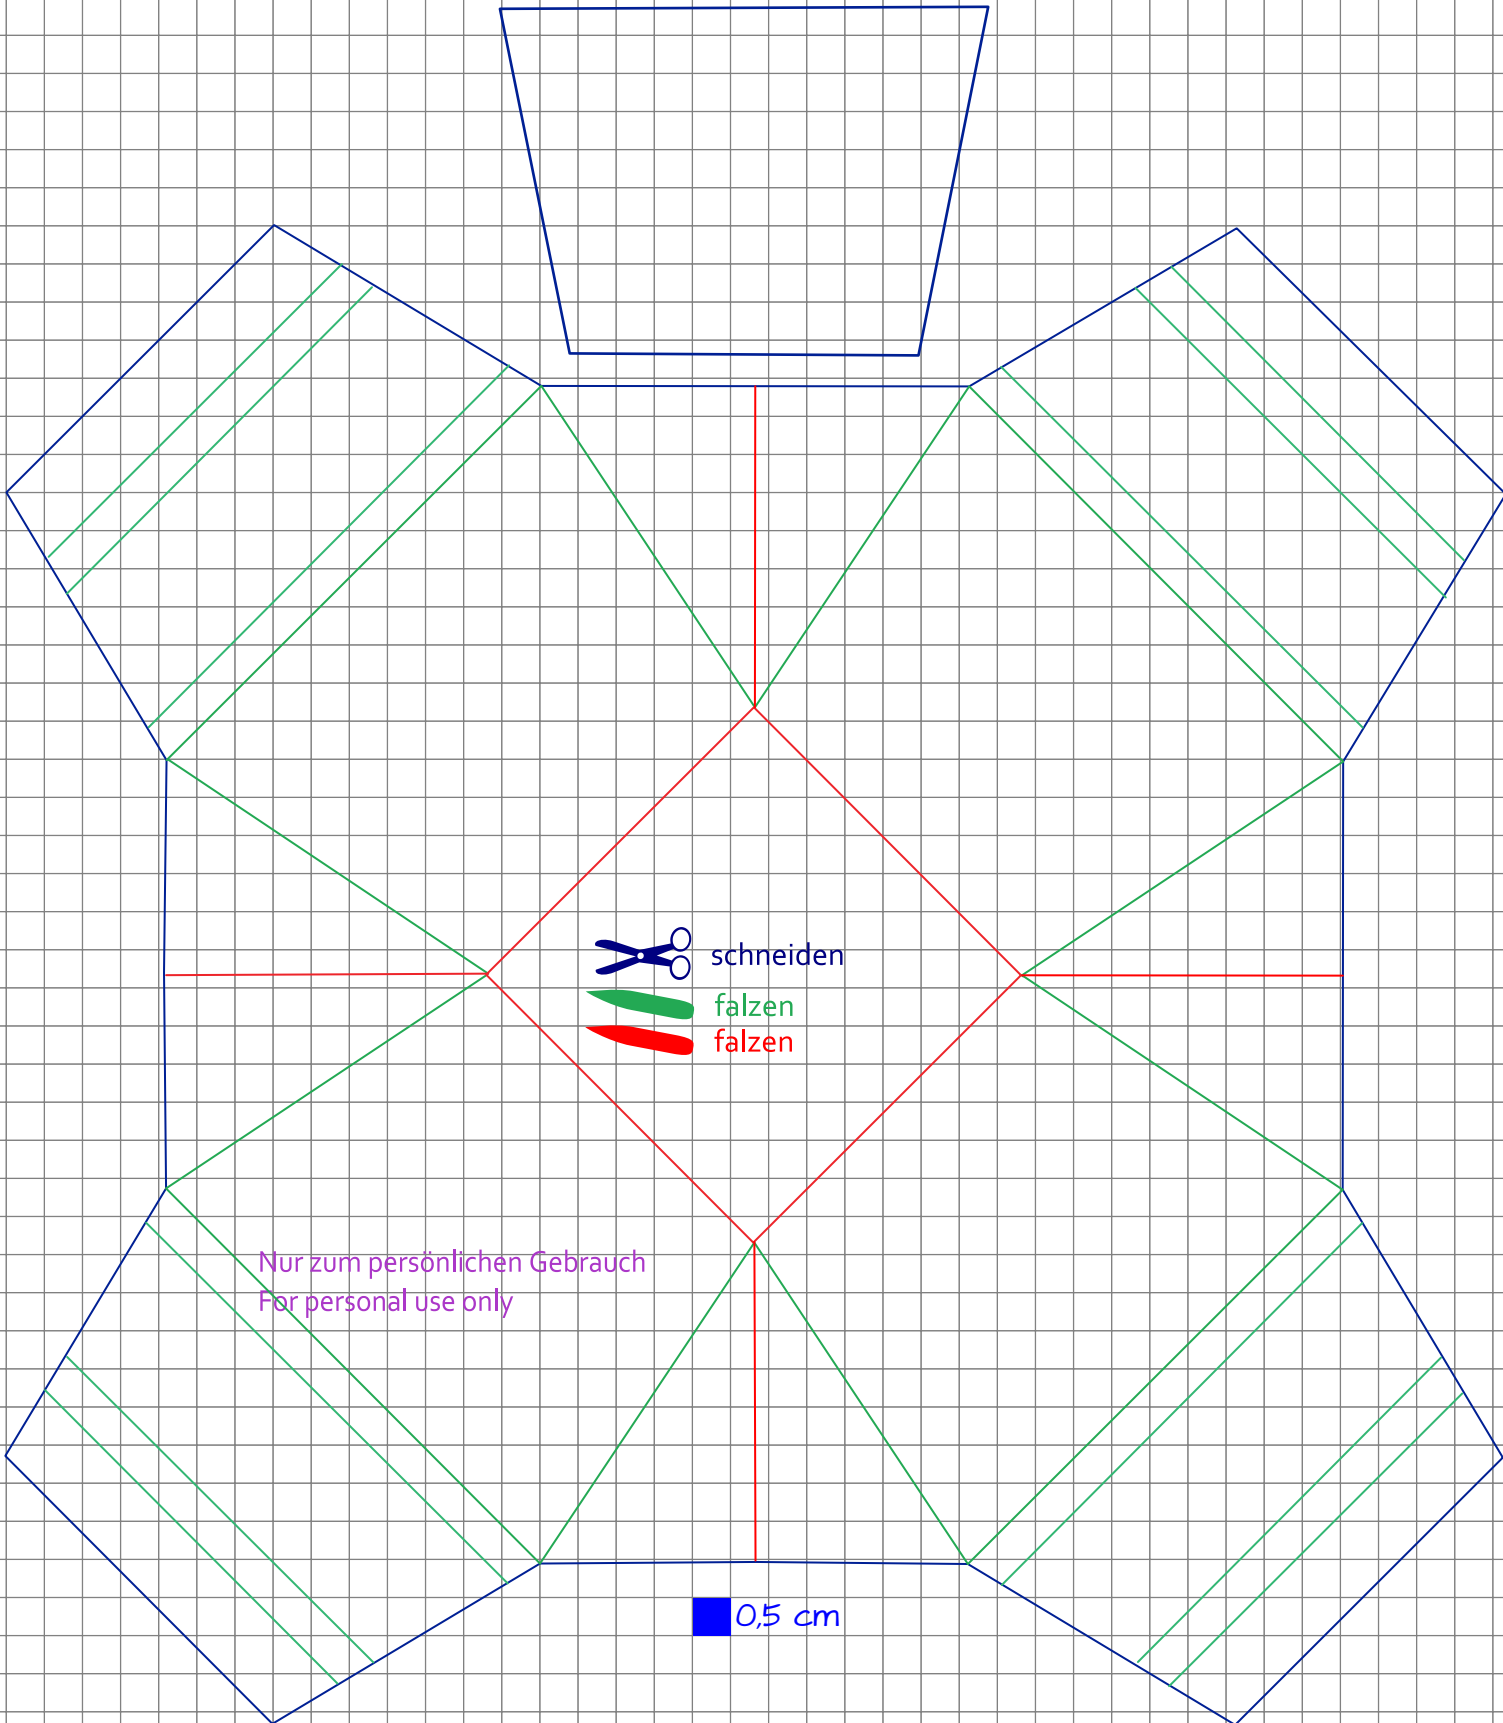 schneiden
falzen
falzen
Nur zum persönlichen Gebrauch
For personal use only
0,5 cm